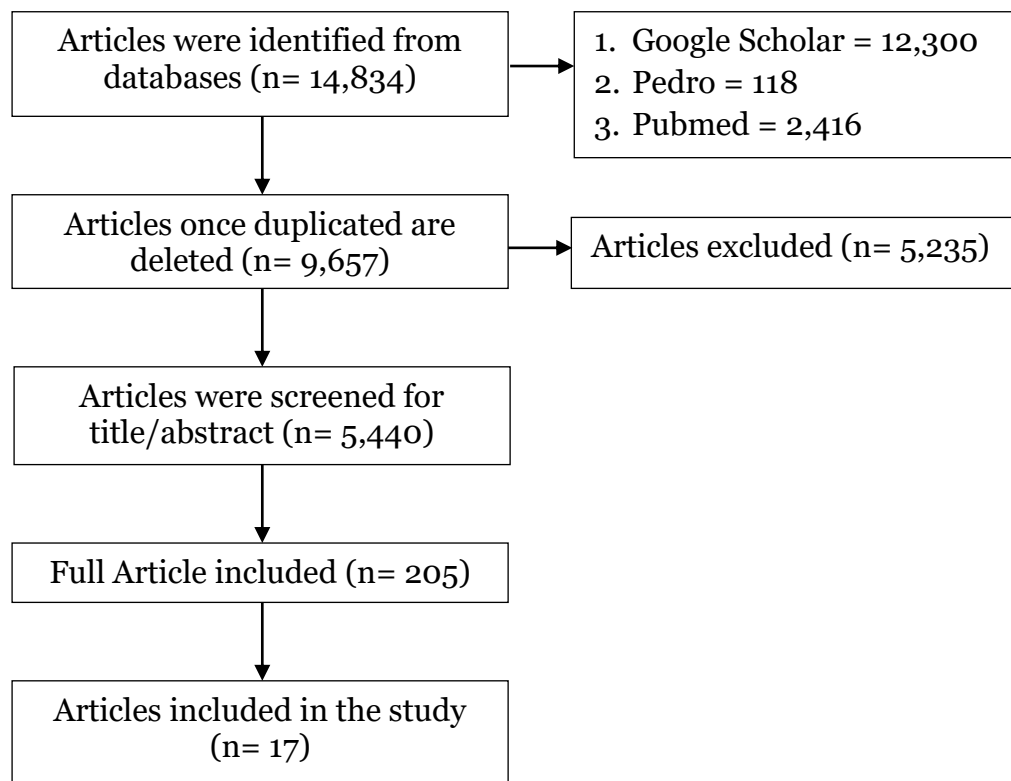 Articles were identified from
databases (n= 14,834)
1. Google Scholar = 12,300
2. Pedro = 118
3. Pubmed = 2,416
Articles once duplicated are
deleted (n= 9,657)
Articles excluded (n= 5,235)
Articles were screened for
title/abstract (n= 5,440)
Full Article included (n= 205)
Articles included in the study
(n= 17)